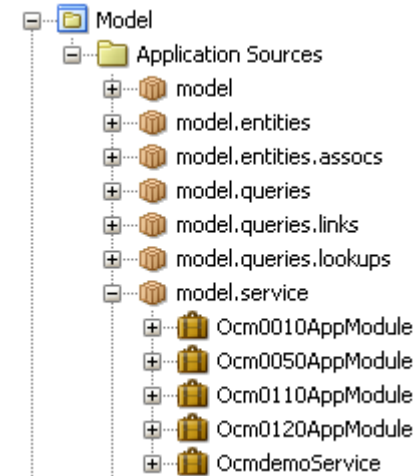 Model
Application Sources
model
model.entities
model.entities.assocs
model.queries
model.queries.links
model.queries.lookups
model.service
Ocm0010AppModule
Ocm0050AppModule
Ocm0110AppModule
Ocm0120AppModule
OcmdemoService